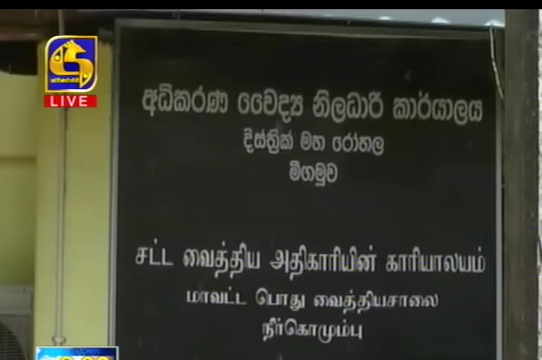 LIVE
අධිකරණ වෛද්‍ය නිලධාරී කාර්යාලය
දිස්ත්‍රික් මහ රෝහල
මීගමුව
சட்ட வைத்திய அதிகாரியின் காரியாலயம்
மாவட்ட பொது வைத்தியசாலை
நீர்கொழும்பு